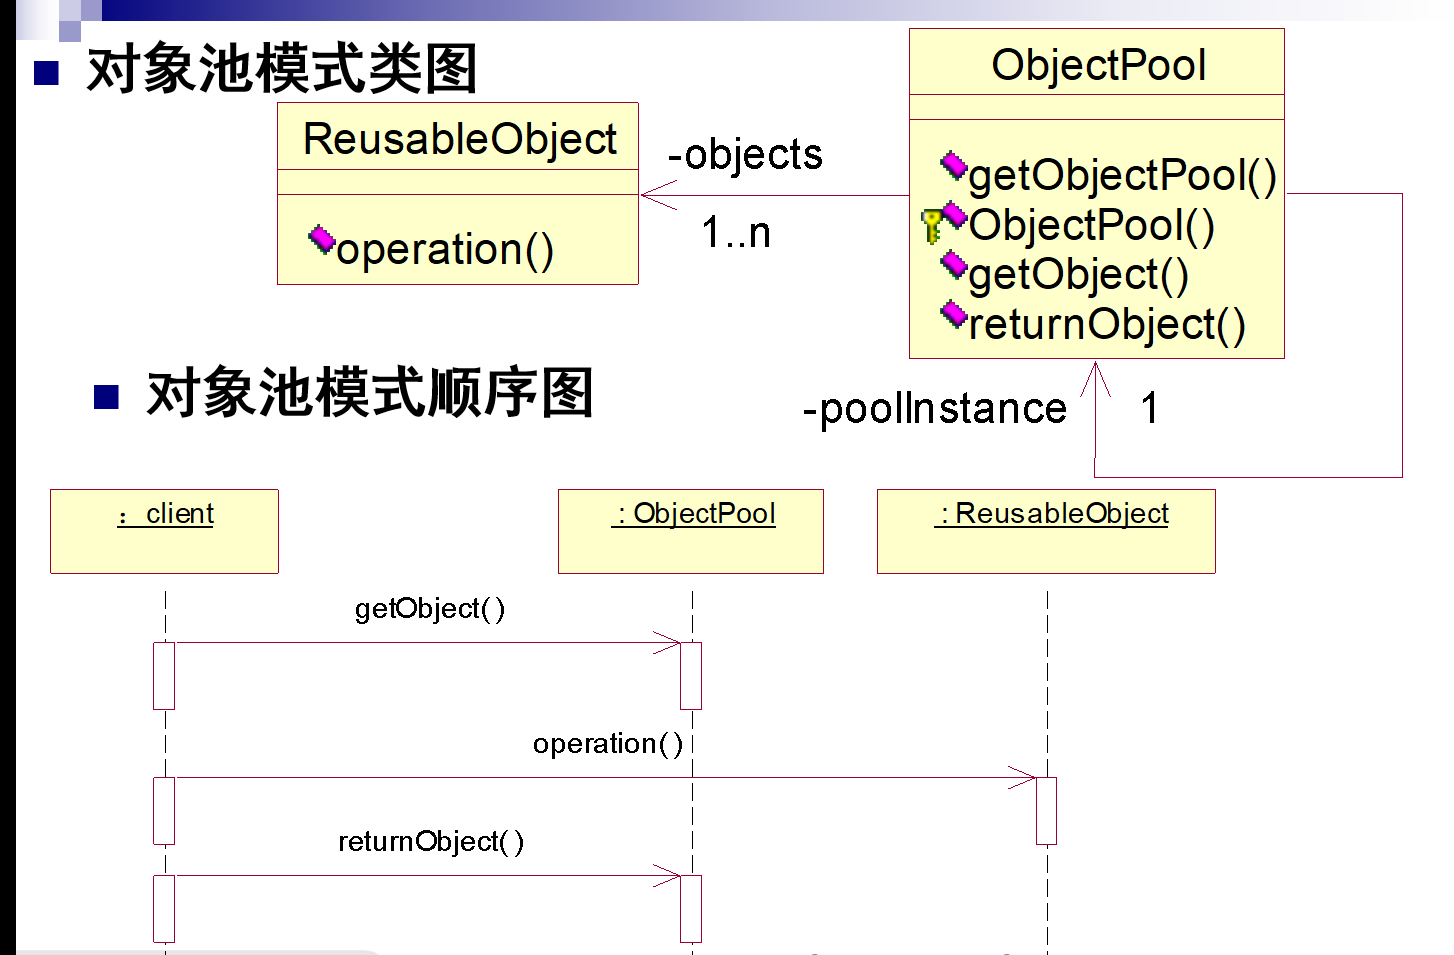 对象池模式类图
ObjectPool
ReusableObject
-objects
getObjectPool()
ObjectPool()
1..n
operation()
getObject()
returnObject()
对象池模式顺序图
-poolInstance
1
: client
: ObjectPool
: ReusableObject
getObject()
operation()
returnObject()